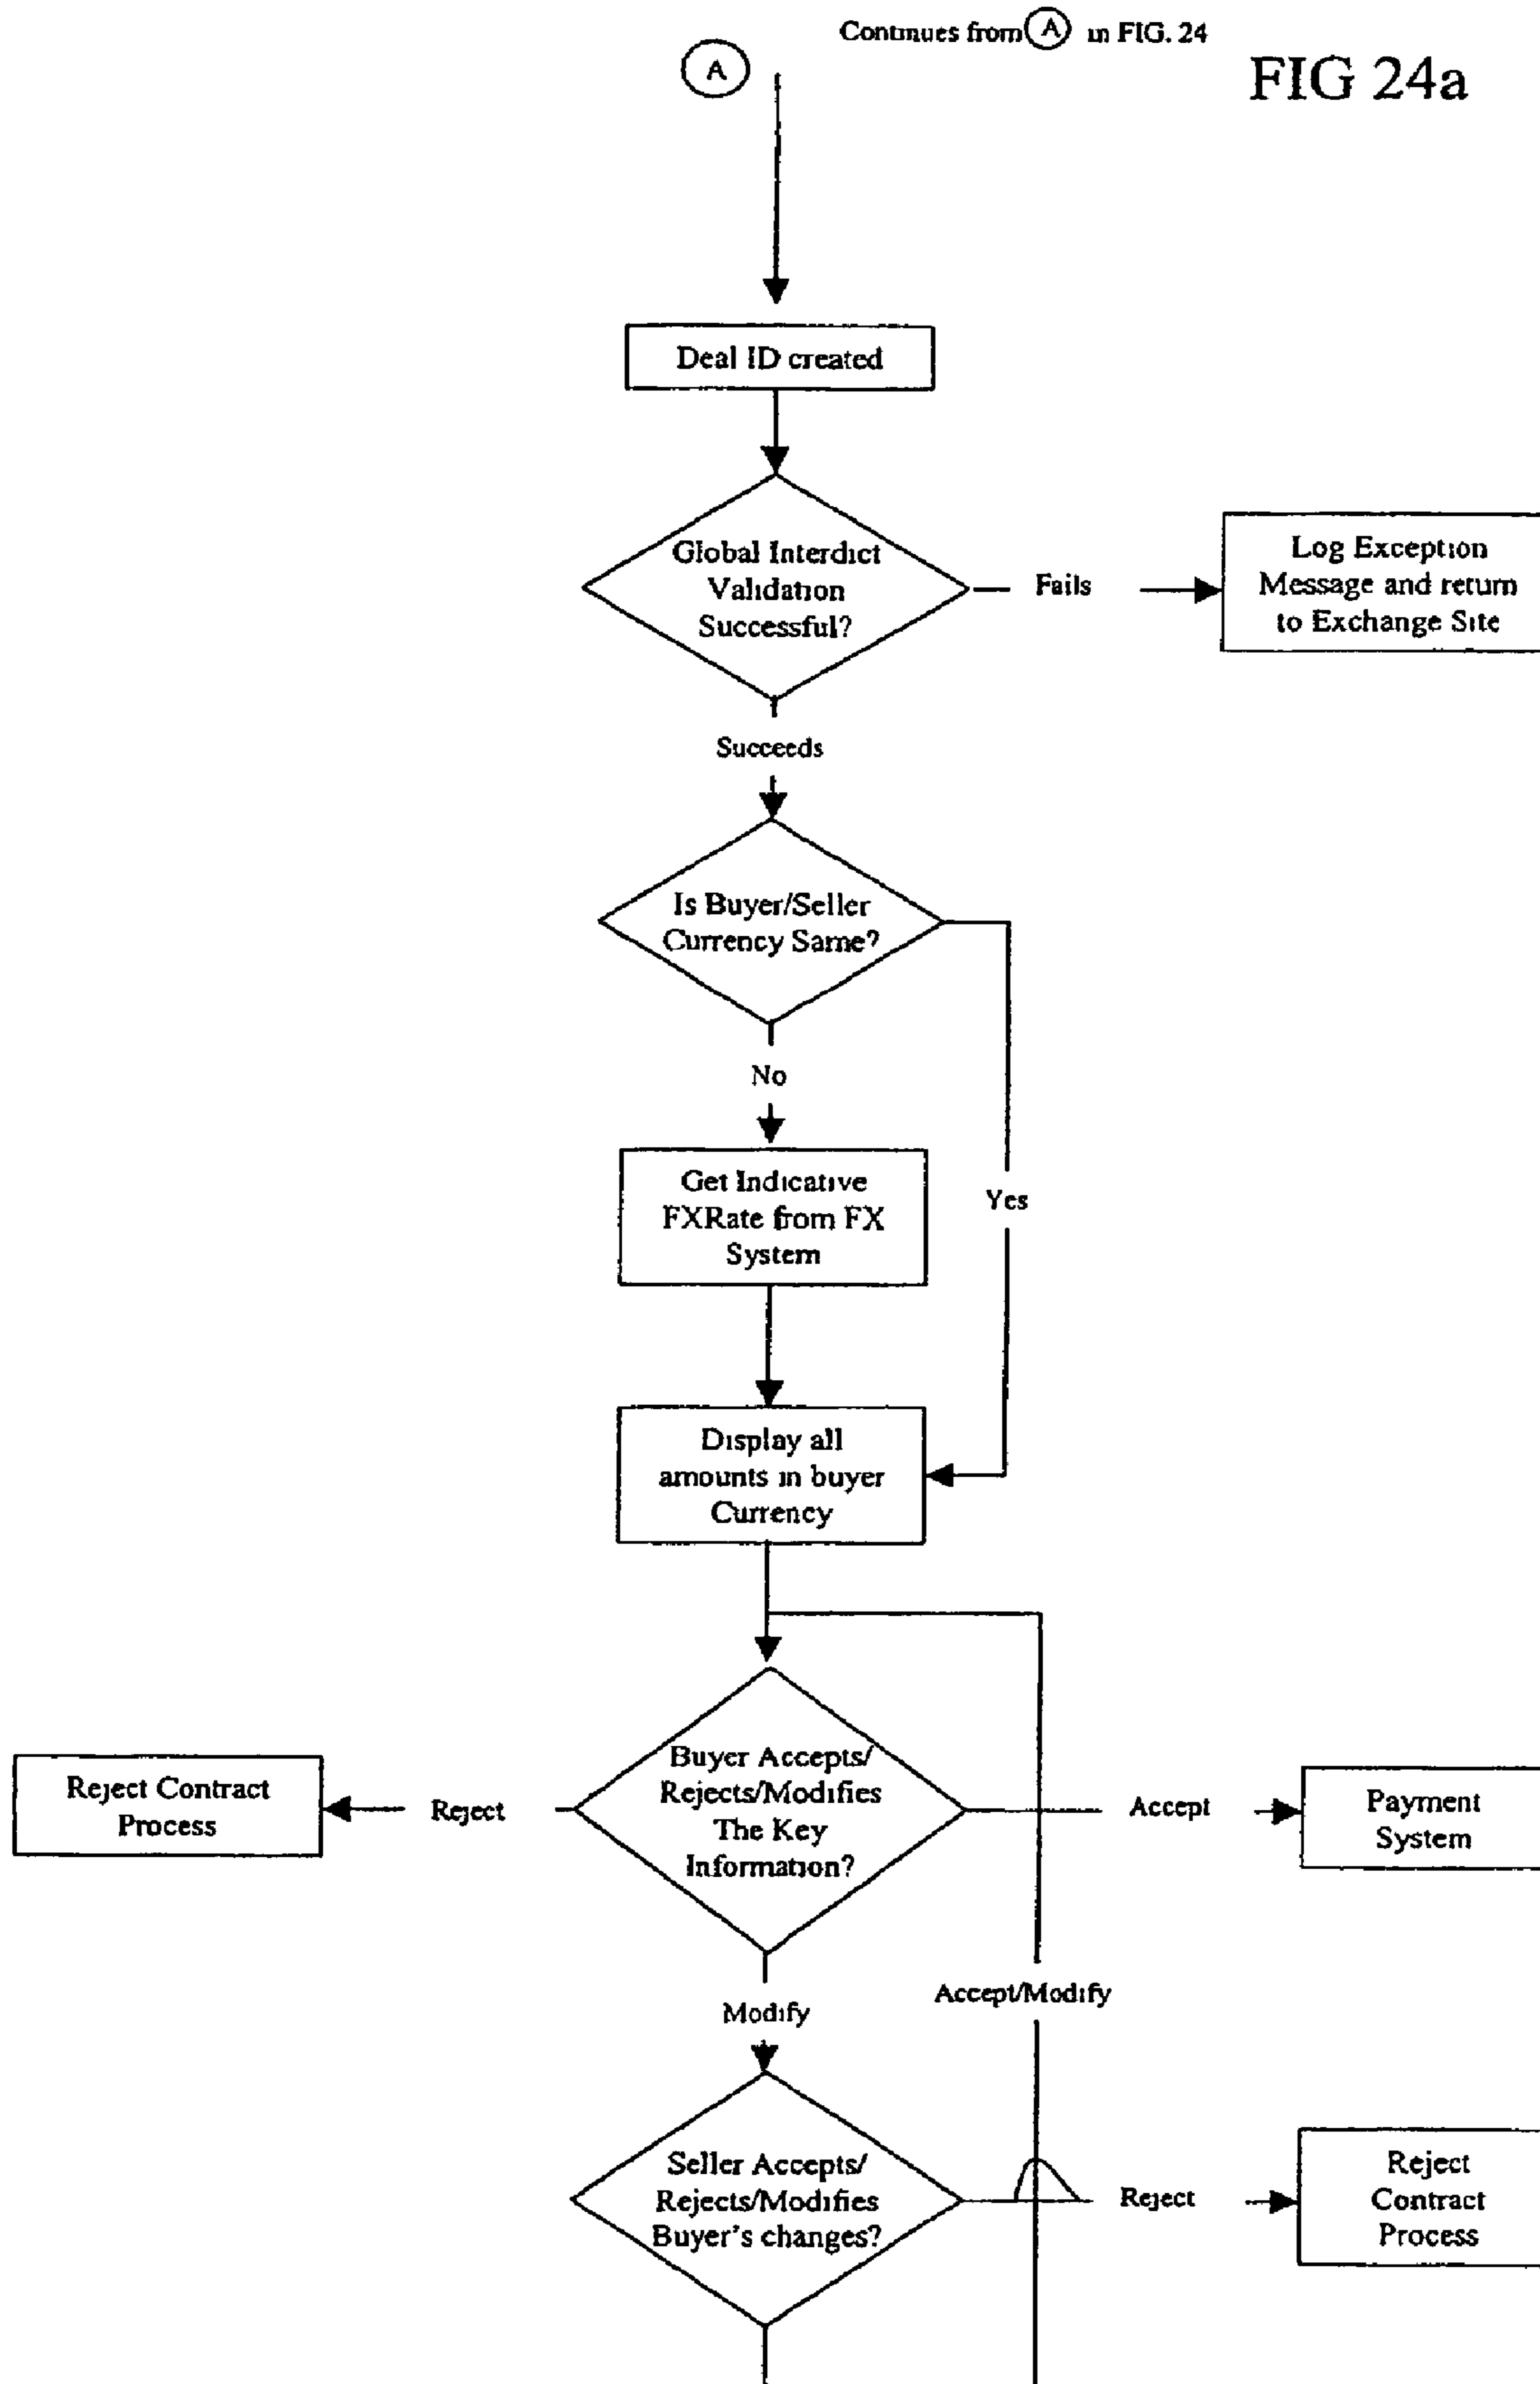 Continues from A in FIG. 24
A
FIG 24a
Deal ID created
Global Interdict
Validation
Successful?
Fails
Log Exception
Message and return
to Exchange Site
Succeeds
Is Buyer/Seller
Currency Same?
No
Yes
Get Indicative
FXRate from FX
System
Display all
amounts in buyer
Currency
Buyer Accepts/
Rejects/Modifies
The Key
Information?
Reject
Reject Contract
Process
Accept
Payment
System
Modify
Accept/Modify
Seller Accepts/
Rejects/Modifies
Buyer's changes?
Reject
Reject
Contract
Process